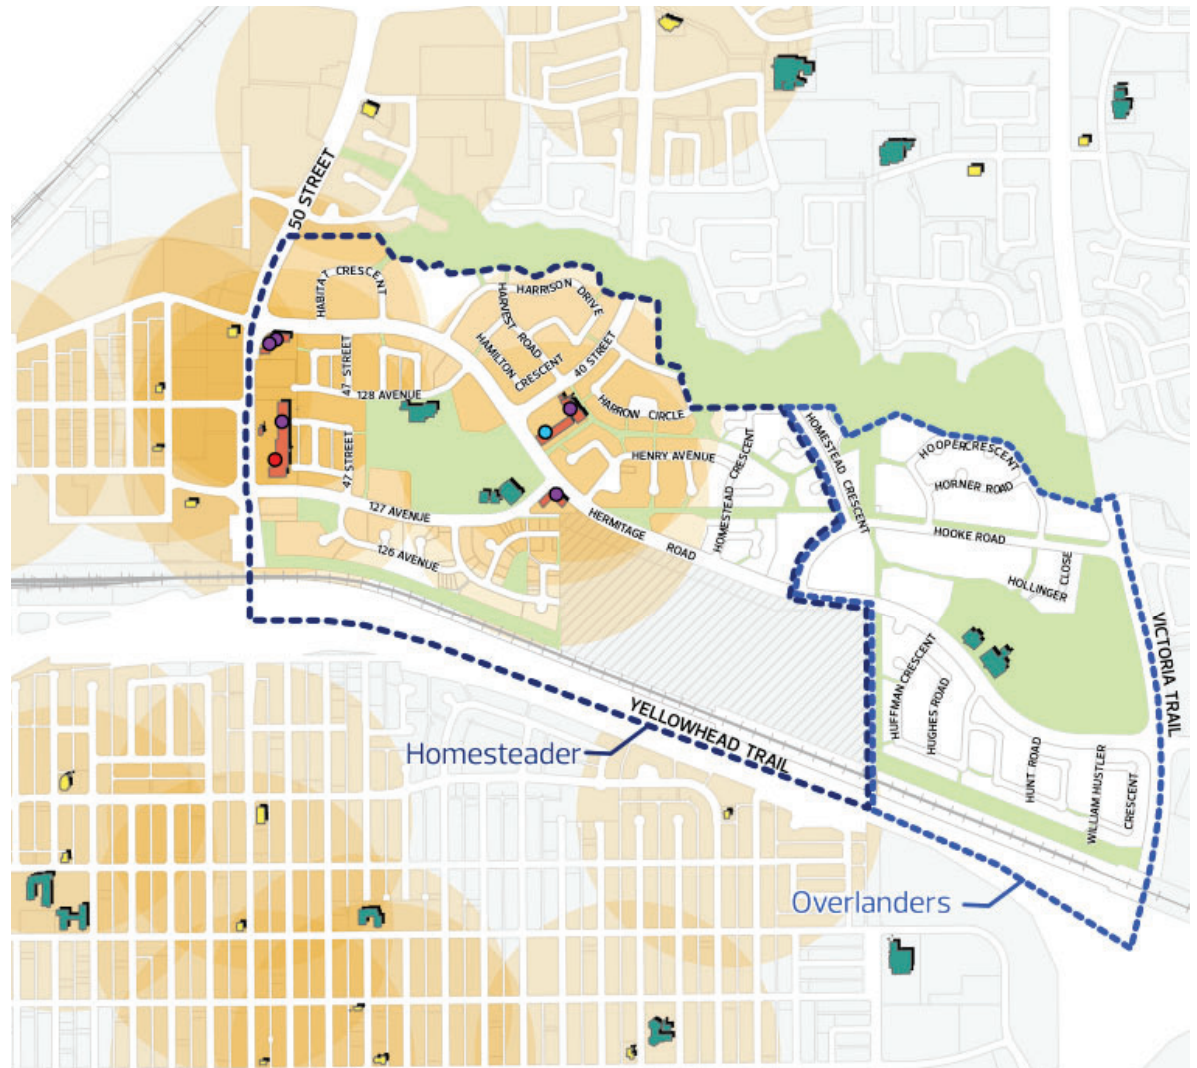 50 STREET
HABITAT CRESCENT
HARRISON DRIVE
HARVEST ROAD
HAMILTON CRESCENT
40 STREET
47 STREET
128 AVENUE
HARROW CIRCLE
HOMESTEAD CRESCENT
HOOPER CRESCENT
HENRY AVENUE
HOMESTEAD CRESCENT
47 STREET
HORNER ROAD
127 AVENUE
HERMITAGE ROAD
HOOKE ROAD
126 AVENUE
HOLLINGER CLOSE
VICTORIA TRAIL
HUFFMAN CRESCENT
HUGHES ROAD
YELLOWHEAD TRAIL
Homesteader
HUNT ROAD
WILLIAM HUSTLER
CRESCENT
Overlanders